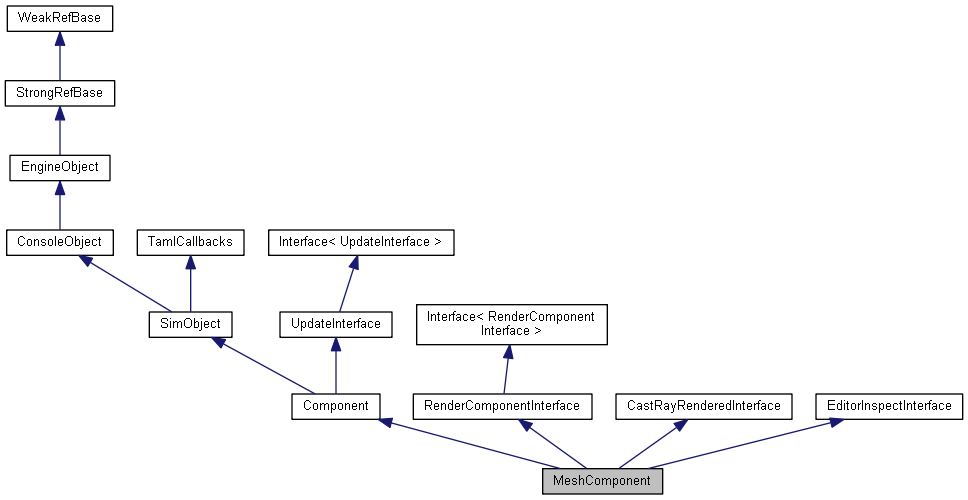 WeakRefBase
StrongRefBase
EngineObject
ConsoleObject
TamlCallbacks
Interface< UpdateInterface >
SimObject
UpdateInterface
Interface< RenderComponent
Interface >
Component
RenderComponentInterface
CastRayRenderedInterface
EditorInspectInterface
MeshComponent